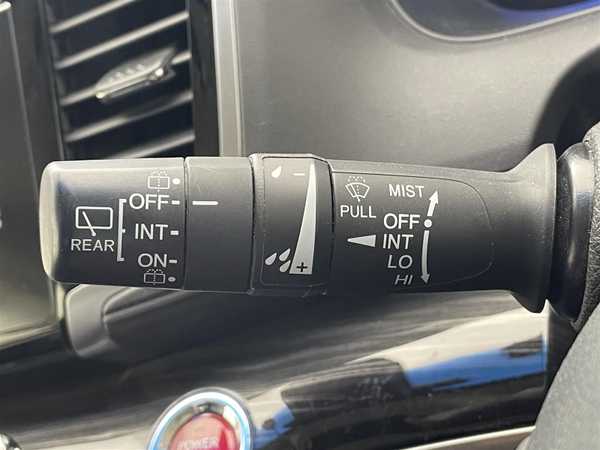 REAR
OFF
INT
ON
−
+
PULL
MIST
OFF
INT
LO
HI
POWER